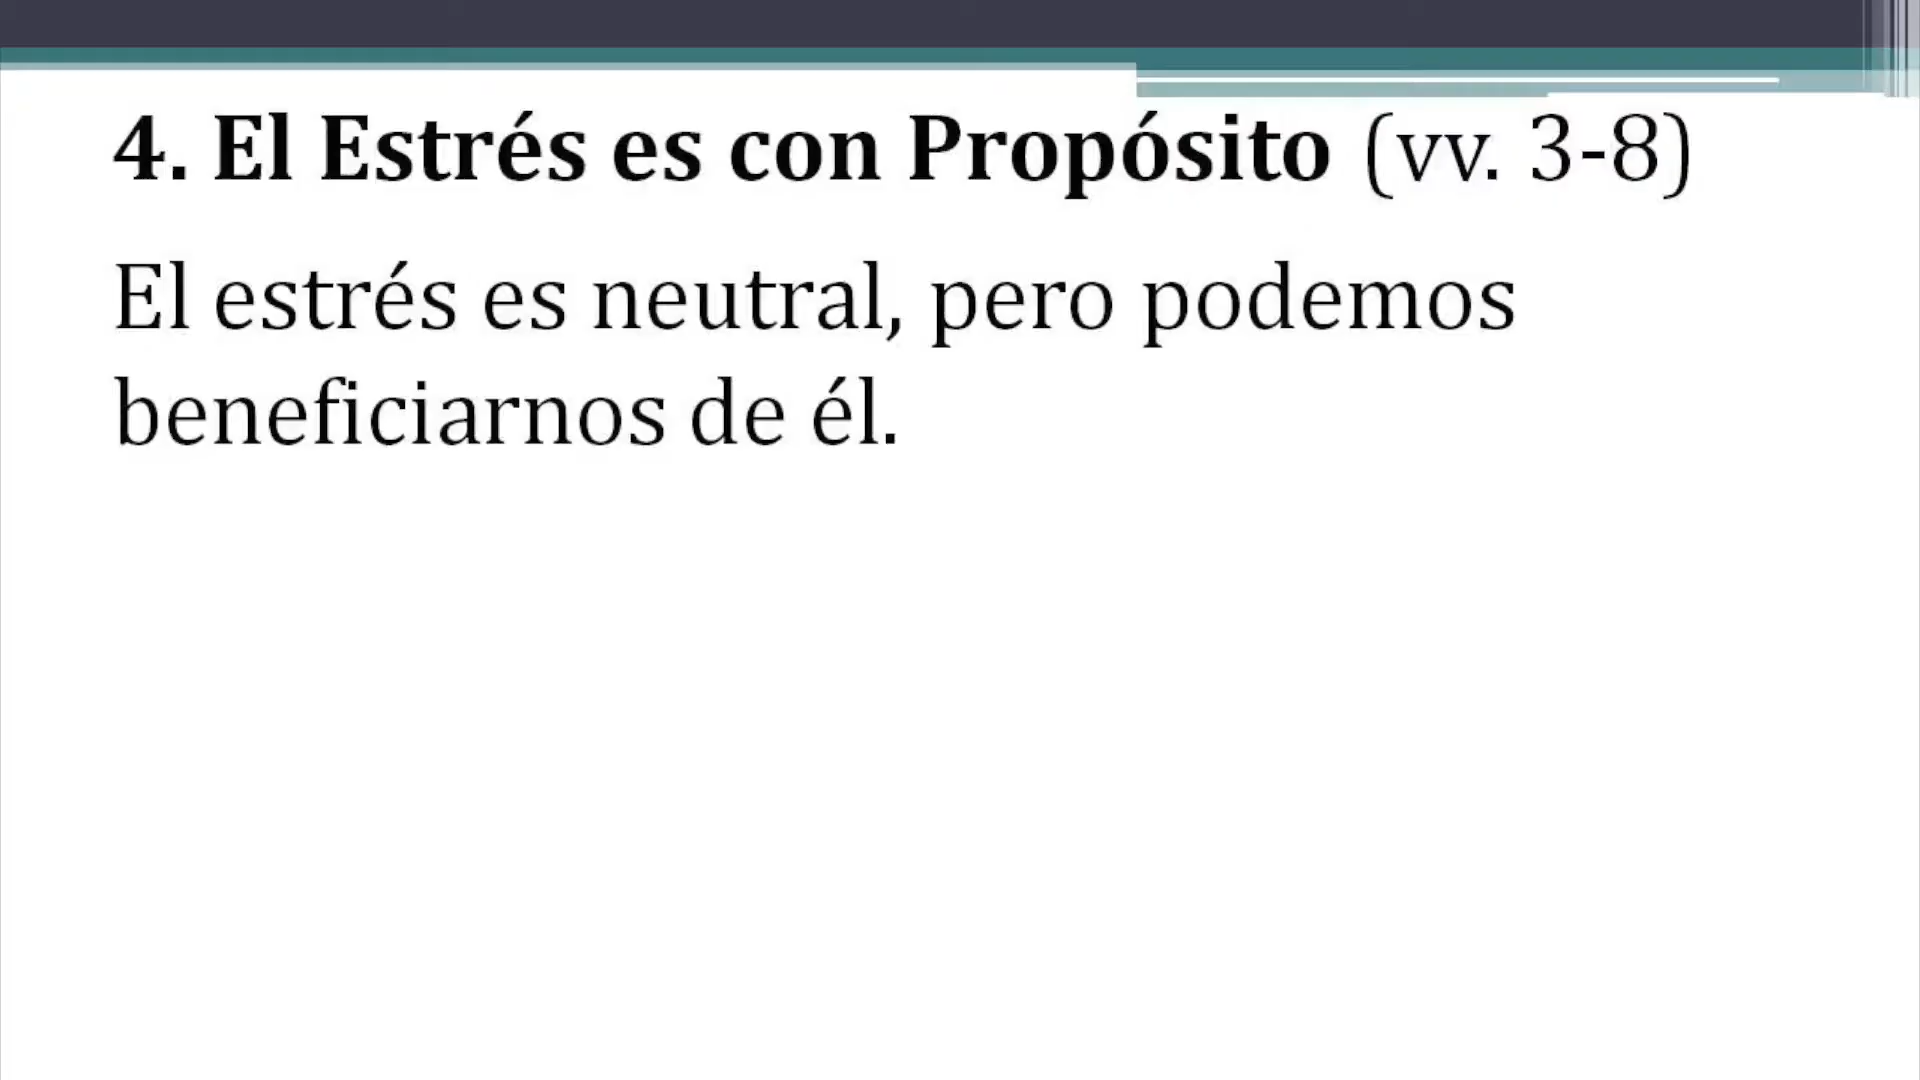 4. El Estrés es con Propósito (vv. 3-8)
El estrés es neutral, pero podemos
beneficiarnos de él.